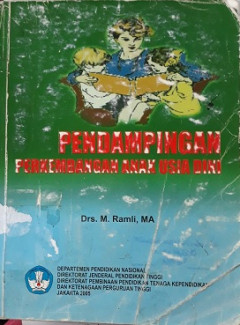 PENDAMPINGAN
PERKEMBANGAN ANAK USIA DINI
Drs. M. Ramli, MA
DEPARTEMEN PENDIDIKAN NASIONAL
DIREKTORAT JENDERAL PENDIDIKAN TINGGI
DIREKTORAT PEMBINAAN PENDIDIKAN TENAGA KEPENDIDIKAN
DAN KETENAGAAN PERGURUAN TINGGI
JAKARTA 2005